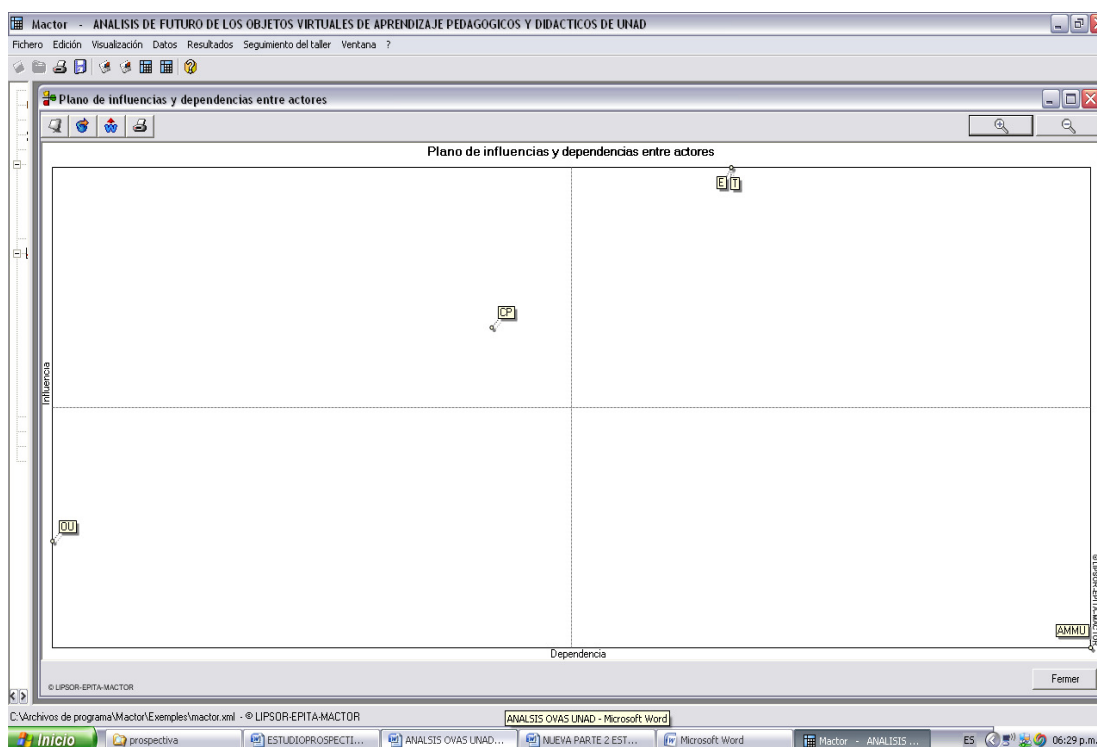 Mactor - ANALISIS DE FUTURO DE LOS OBJETOS VIRTUALES DE APRENDIZAJE PEDAGOGICOS Y DIDACTICOS DE UNAD
Fichero Edición Visualización Datos Resultados Seguimiento del taller Ventana ?
Plano de influencias y dependencias entre actores
Plano de influencias y dependencias entre actores
E T
CP
Influencia
OU
© LIPSOR-EPITA-MACTOR
AMMU
Dependencia
© LIPSOR-EPITA-MACTOR
Fermer
C:\Archivos de programa\Mactor\Exemples\mactor.xml - © LIPSOR-EPITA-MACTOR
ANALSIS OVAS UNAD - Microsoft Word
Inicio prospectiva ESTUDIOPROSPECTI... ANALSIS OVAS UNAD... NUEVA PARTE 2 EST... Microsoft Word Mactor - ANALISIS ... ES 06:29 p.m.